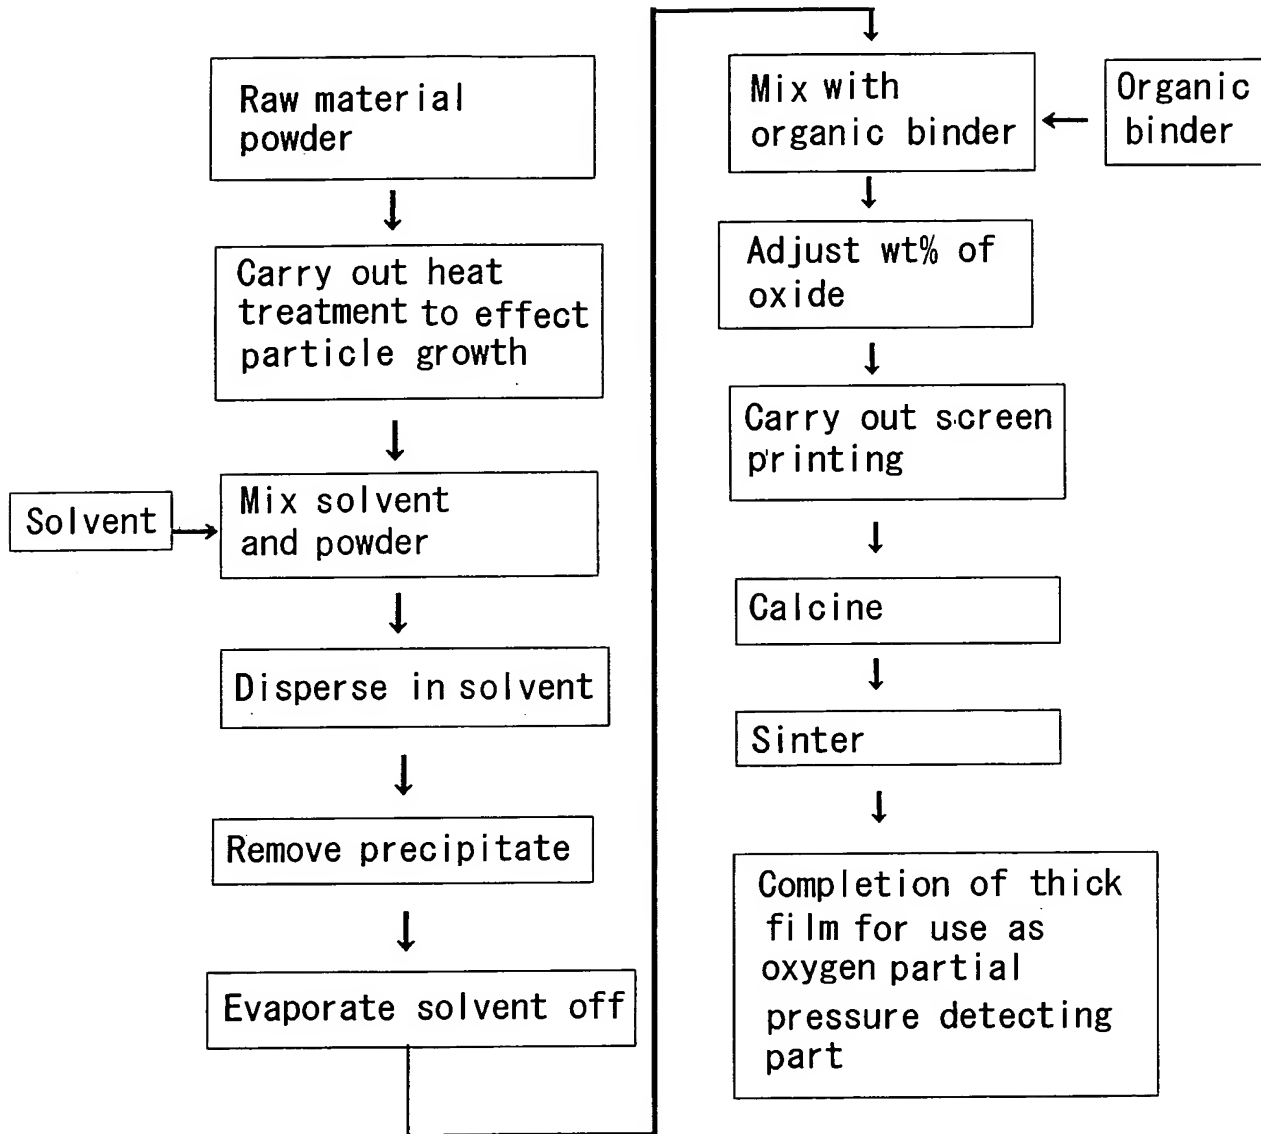 Raw material
powder
Carry out heat
treatment to effect
particle growth
Solvent
Mix solvent
and powder
Disperse in solvent
Remove precipitate
Evaporate solvent off
Mix with
organic binder
Organic
binder
Adjust wt% of
oxide
Carry out screen
printing
Calcine
Sinter
Completion of thick
film for use as
oxygen partial
pressure detecting
part